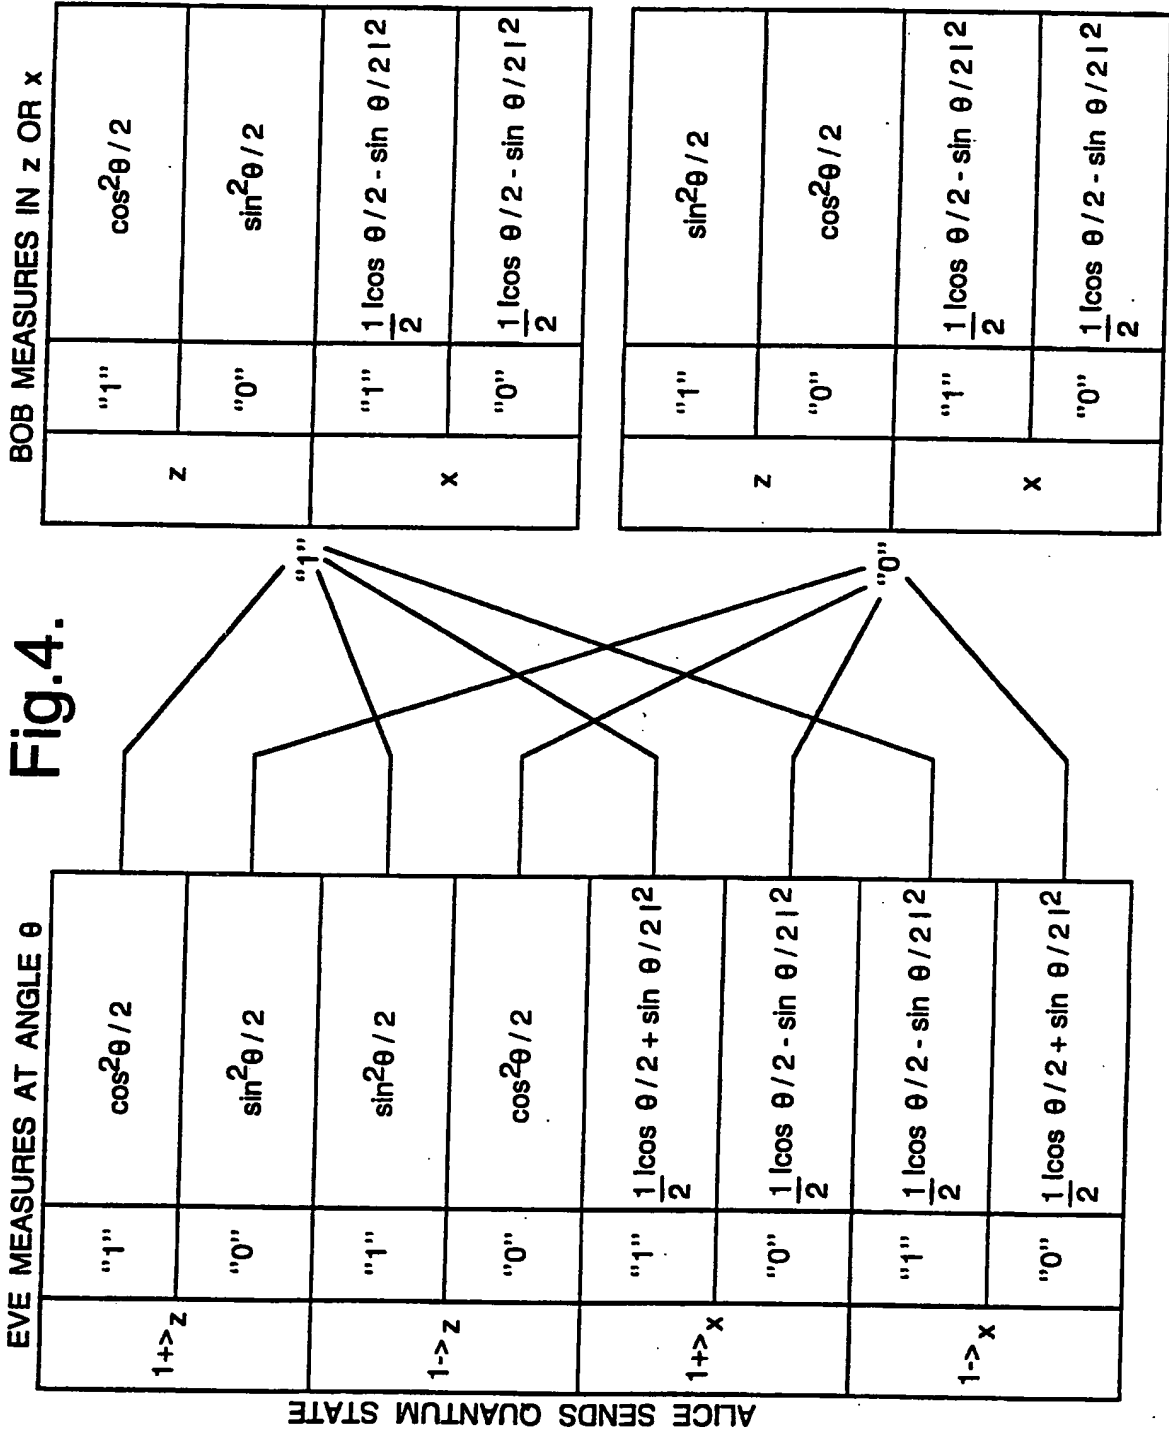 Fig.4.
EVE MEASURES AT ANGLE θ
ALICE SENDS QUANTUM STATE
1+>z "1" cos²θ/2
"0" sin²θ/2
1->z "1" sin²θ/2
"0" cos²θ/2
1+>x "1" 1/2 |cos θ/2 + sin θ/2|²
"0" 1/2 |cos θ/2 - sin θ/2|²
1->x "1" 1/2 |cos θ/2 - sin θ/2|²
"0" 1/2 |cos θ/2 + sin θ/2|²
"1"
"0"
BOB MEASURES IN z OR x
z "1" cos²θ/2
"0" sin²θ/2
x "1" 1/2 |cos θ/2 - sin θ/2|²
"0" 1/2 |cos θ/2 - sin θ/2|²
z "1" sin²θ/2
"0" cos²θ/2
x "1" 1/2 |cos θ/2 - sin θ/2|²
"0" 1/2 |cos θ/2 - sin θ/2|²